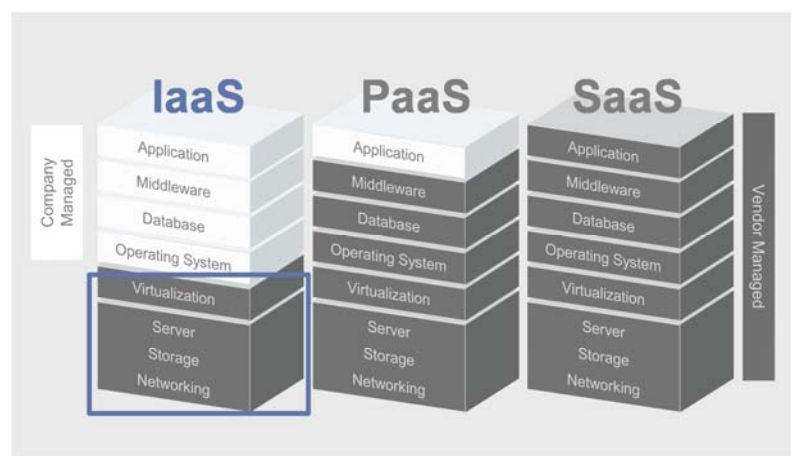 IaaS
PaaS
SaaS
Company
Managed
Application
Middleware
Database
Operating System
Virtualization
Server
Storage
Networking
Application
Middleware
Database
Operating System
Virtualization
Server
Storage
Networking
Application
Middleware
Database
Operating System
Virtualization
Server
Storage
Networking
Vendor Managed